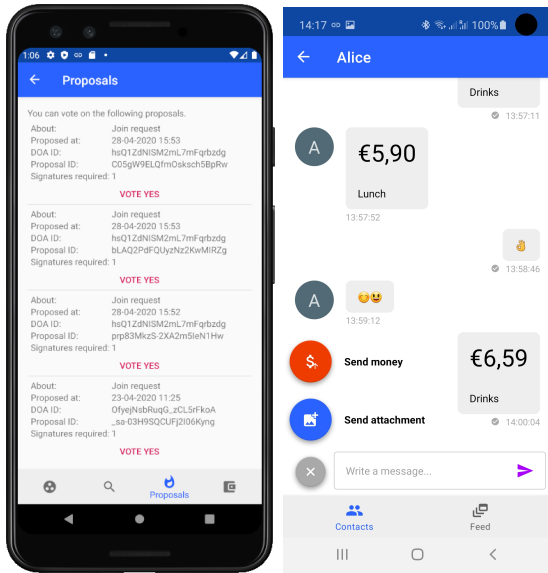 1:06
Proposals
You can vote on the following proposals.
About: Join request
Proposed at: 28-04-2020 15:53
DOA ID: hsQ1ZdNISM2mL7mFqrbzdg
Proposal ID: C05gW9ELQfmOsksch5BpRw
Signatures required: 1
VOTE YES
About: Join request
Proposed at: 28-04-2020 15:53
DOA ID: hsQ1ZdNISM2mL7mFqrbzdg
Proposal ID: bLAQ2PdFQUyzNz2KwMIRZg
Signatures required: 1
VOTE YES
About: Join request
Proposed at: 28-04-2020 15:52
DOA ID: hsQ1ZdNISM2mL7mFqrbzdg
Proposal ID: prp83MkzS-2XA2m5IeN1Hw
Signatures required: 1
VOTE YES
About: Join request
Proposed at: 23-04-2020 11:25
DOA ID: OfyejNsbRuqG_zCL5rFkoA
Proposal ID: _sa-03H9SQCUFj2I06Kyng
Signatures required: 1
VOTE YES
Proposals
14:17 100%
Alice
Drinks
13:57:11
A
€5,90
Lunch
13:57:52
13:58:46
A
13:59:12
Send money
€6,59
Drinks
Send attachment
14:00:04
Write a message...
Contacts
Feed